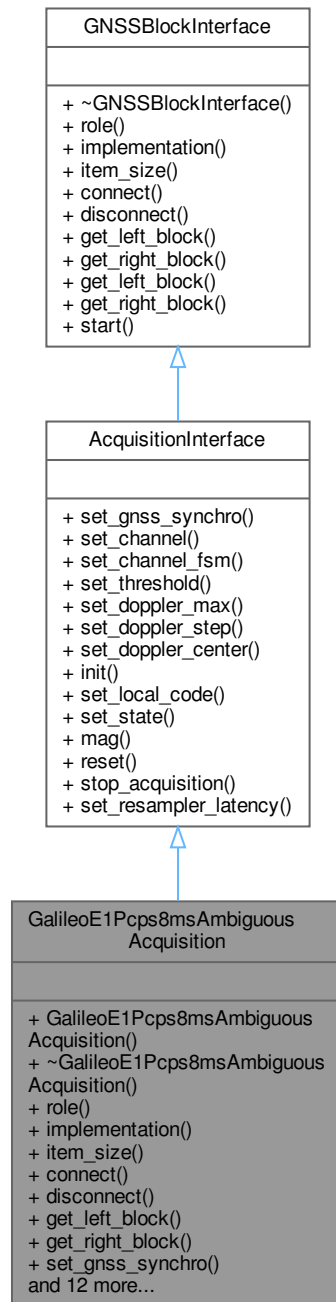 GNSSBlockInterface
+ ~GNSSBlockInterface()
+ role()
+ implementation()
+ item_size()
+ connect()
+ disconnect()
+ get_left_block()
+ get_right_block()
+ get_left_block()
+ get_right_block()
+ start()
AcquisitionInterface
+ set_gnss_synchro()
+ set_channel()
+ set_channel_fsm()
+ set_threshold()
+ set_doppler_max()
+ set_doppler_step()
+ set_doppler_center()
+ init()
+ set_local_code()
+ set_state()
+ mag()
+ reset()
+ stop_acquisition()
+ set_resampler_latency()
GalileoE1Pcps8msAmbiguous
Acquisition
+ GalileoE1Pcps8msAmbiguous
Acquisition()
+ ~GalileoE1Pcps8msAmbiguous
Acquisition()
+ role()
+ implementation()
+ item_size()
+ connect()
+ disconnect()
+ get_left_block()
+ get_right_block()
+ set_gnss_synchro()
and 12 more...